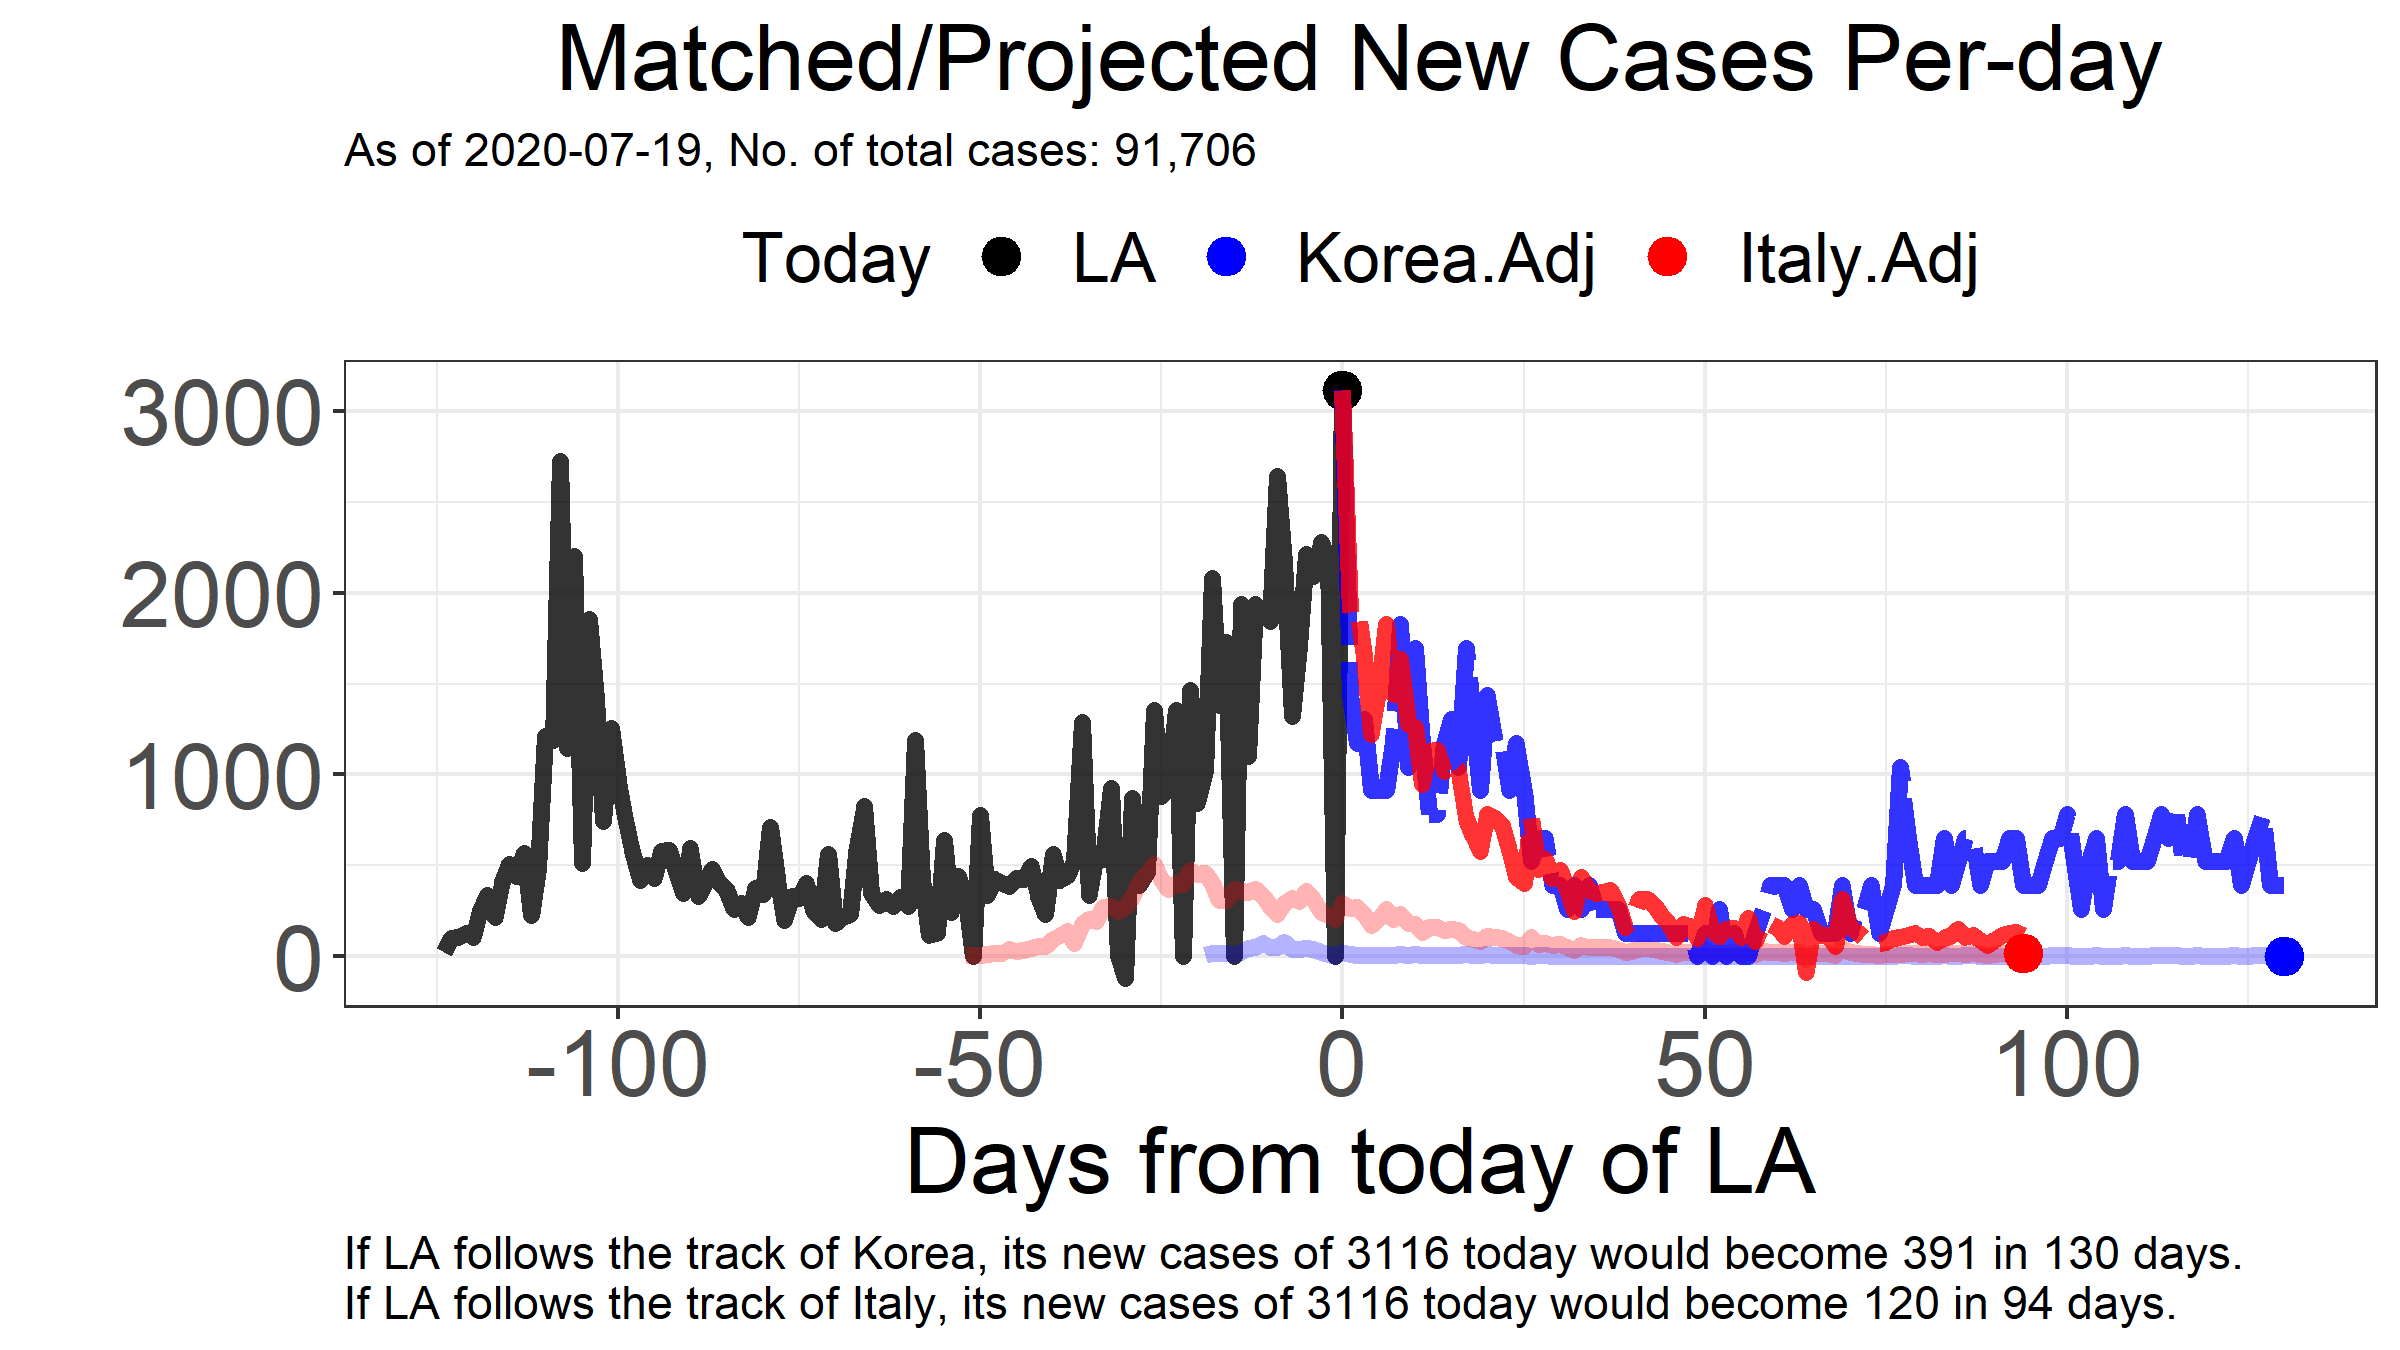 Matched/Projected New Cases Per-day
As of 2020-07-19, No. of total cases: 91,706
Today LA Korea.Adj Italy.Adj
3000
2000
1000
0
-100 -50 0 50 100
Days from today of LA
If LA follows the track of Korea, its new cases of 3116 today would become 391 in 130 days.
If LA follows the track of Italy, its new cases of 3116 today would become 120 in 94 days.